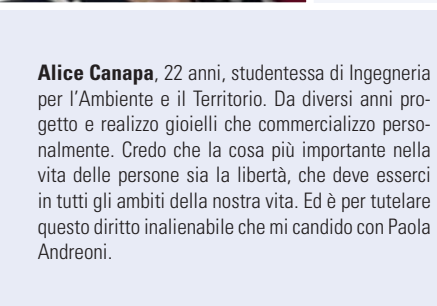 Alice Canapa, 22 anni, studentessa di Ingegneria
per l'Ambiente e il Territorio. Da diversi anni pro-
getto e realizzo gioielli che commercializzo perso-
nalmente. Credo che la cosa più importante nella
vita delle persone sia la libertà, che deve esserci
in tutti gli ambiti della nostra vita. Ed è per tutelare
questo diritto inalienabile che mi candido con Paola
Andreoni.